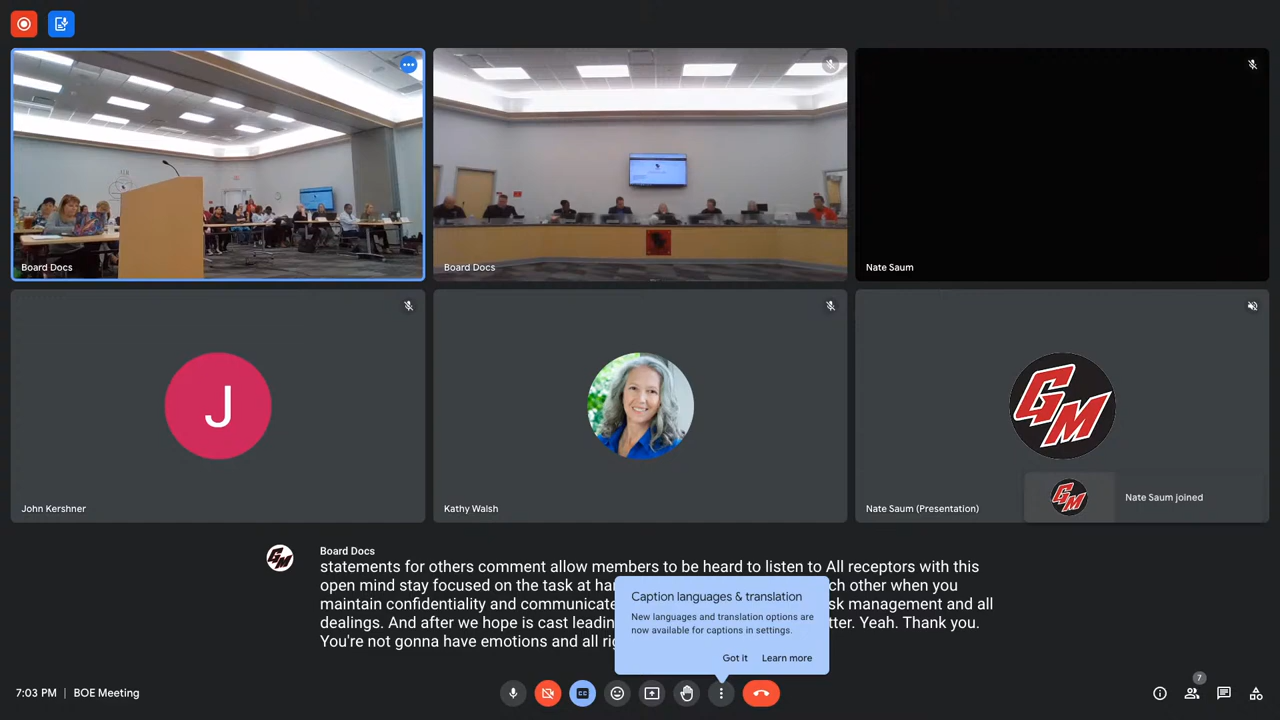 Board Docs
Board Docs
Nate Saum
J
GM
John Kershner
Kathy Walsh
Nate Saum (Presentation)
GM
Nate Saum joined
GM
Board Docs
statements for others comment allow members to be heard to listen to All receptors with this
open mind stay focused on the task at ch other when you
maintain confidentiality and communicate sk management and all
dealings. And after we hope is cast leadin tter. Yeah. Thank you.
You're not gonna have emotions and all
Caption languages & translation
New languages and translation options are
now available for captions in settings.
Got it Learn more
7:03 PM | BOE Meeting
CC
7